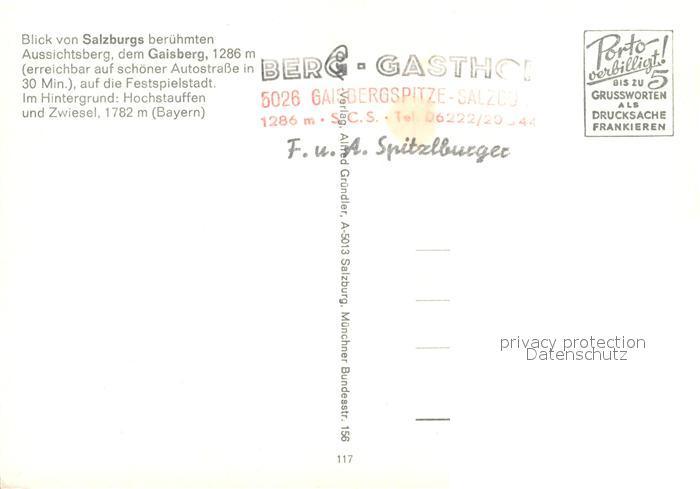 Blick von Salzburgs berühmten
Aussichtsberg, dem Gaisberg, 1286 m
(erreichbar auf schöner Autostraße in
30 Min.), auf die Festspielstadt.
Im Hintergrund: Hochstauffen
und Zwiesel, 1782 m (Bayern)
BERG-GASTHOF
5026 GAISBERGSPITZE-SALZBU
1286 m · S.C.S. · Tel. 06222/20 44
F. u. A. Spitzlburger
Porto
verbilligt!
BIS ZU 5
GRUSSWORTEN
ALS
DRUCKSACHE
FRANKIEREN
Verlag Alfred Gründler, A-5013 Salzburg, Münchner Bundesstr. 156
117
privacy protection
Datenschutz